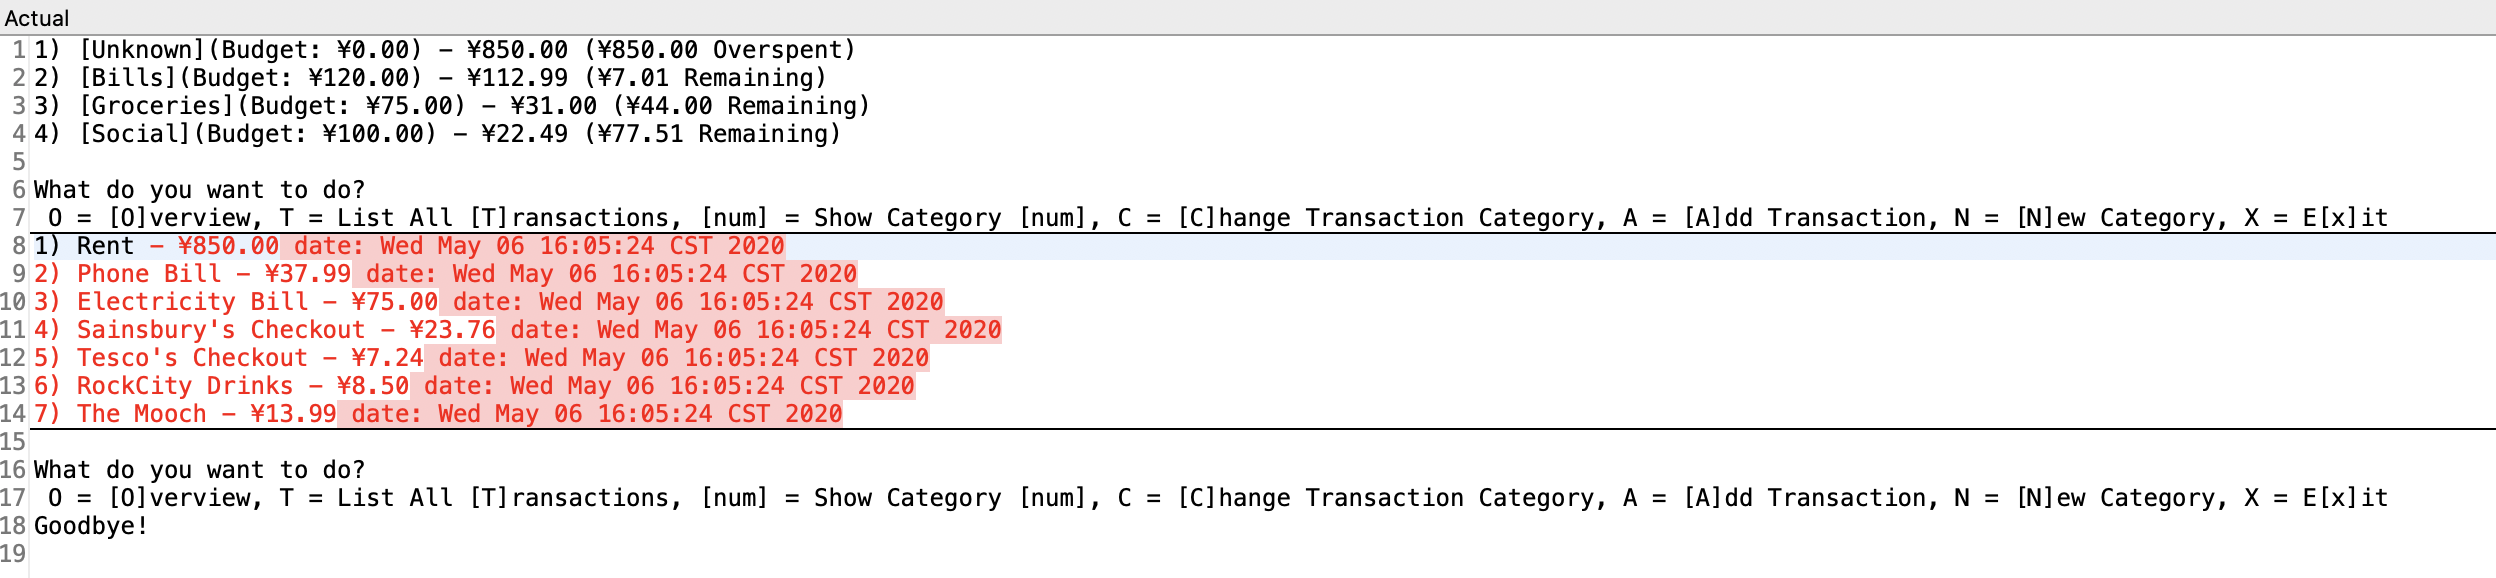 Actual
1 1) [Unknown](Budget: ¥0.00) – ¥850.00 (¥850.00 Overspent)
2 2) [Bills](Budget: ¥120.00) – ¥112.99 (¥7.01 Remaining)
3 3) [Groceries](Budget: ¥75.00) – ¥31.00 (¥44.00 Remaining)
4 4) [Social](Budget: ¥100.00) – ¥22.49 (¥77.51 Remaining)
5
6 What do you want to do?
7 O = [O]verview, T = List All [T]ransactions, [num] = Show Category [num], C = [C]hange Transaction Category, A = [A]dd Transaction, N = [N]ew Category, X = E[x]it
8 1) Rent – ¥850.00 date: Wed May 06 16:05:24 CST 2020
9 2) Phone Bill – ¥37.99 date: Wed May 06 16:05:24 CST 2020
10 3) Electricity Bill – ¥75.00 date: Wed May 06 16:05:24 CST 2020
11 4) Sainsbury's Checkout – ¥23.76 date: Wed May 06 16:05:24 CST 2020
12 5) Tesco's Checkout – ¥7.24 date: Wed May 06 16:05:24 CST 2020
13 6) RockCity Drinks – ¥8.50 date: Wed May 06 16:05:24 CST 2020
14 7) The Mooch – ¥13.99 date: Wed May 06 16:05:24 CST 2020
15
16 What do you want to do?
17 O = [O]verview, T = List All [T]ransactions, [num] = Show Category [num], C = [C]hange Transaction Category, A = [A]dd Transaction, N = [N]ew Category, X = E[x]it
18 Goodbye!
19